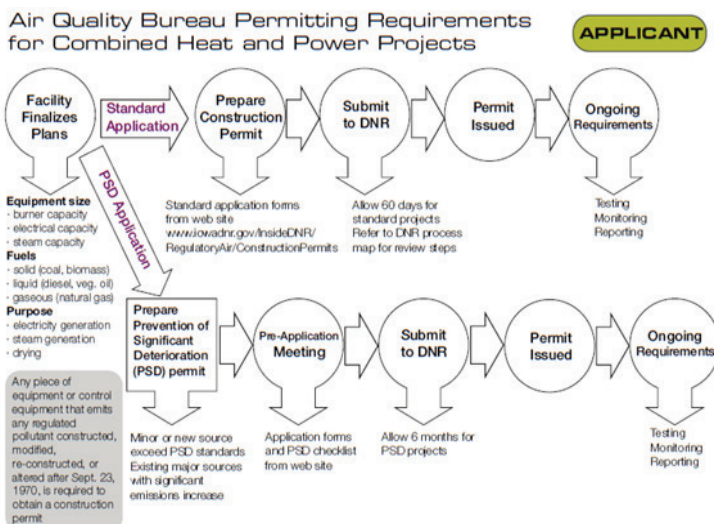 Air Quality Bureau Permitting Requirements
for Combined Heat and Power Projects
APPLICANT
Facility
Finalizes
Plans
Standard
Application
Prepare
Construction
Permit
Submit
to DNR
Permit
Issued
Ongoing
Requirements
PSD Application
Equipment size
· burner capacity
· electrical capacity
· steam capacity
Fuels
· solid (coal, biomass)
· liquid (diesel, veg. oil)
· gaseous (natural gas)
Purpose
· electricity generation
· steam generation
· drying
Standard application forms
from web site
www.iowadnr.gov/InsideDNR/
RegulatoryAir/ConstructionPermits
Allow 60 days for
standard projects
Refer to DNR process
map for review steps
Testing
Monitoring
Reporting
Prepare
Prevention of
Significant
Deterioration
(PSD) permit
Pre-Application
Meeting
Submit
to DNR
Permit
Issued
Ongoing
Requirements
Any piece of
equipment or control
equipment that emits
any regulated
pollutant constructed,
modified,
re-constructed, or
altered after Sept. 23,
1970, is required to
obtain a construction
permit
Minor or new source
exceed PSD standards
Existing major sources
with significant
emissions increase
Application forms
and PSD checklist
from web site
Allow 6 months for
PSD projects
Testing
Monitoring
Reporting